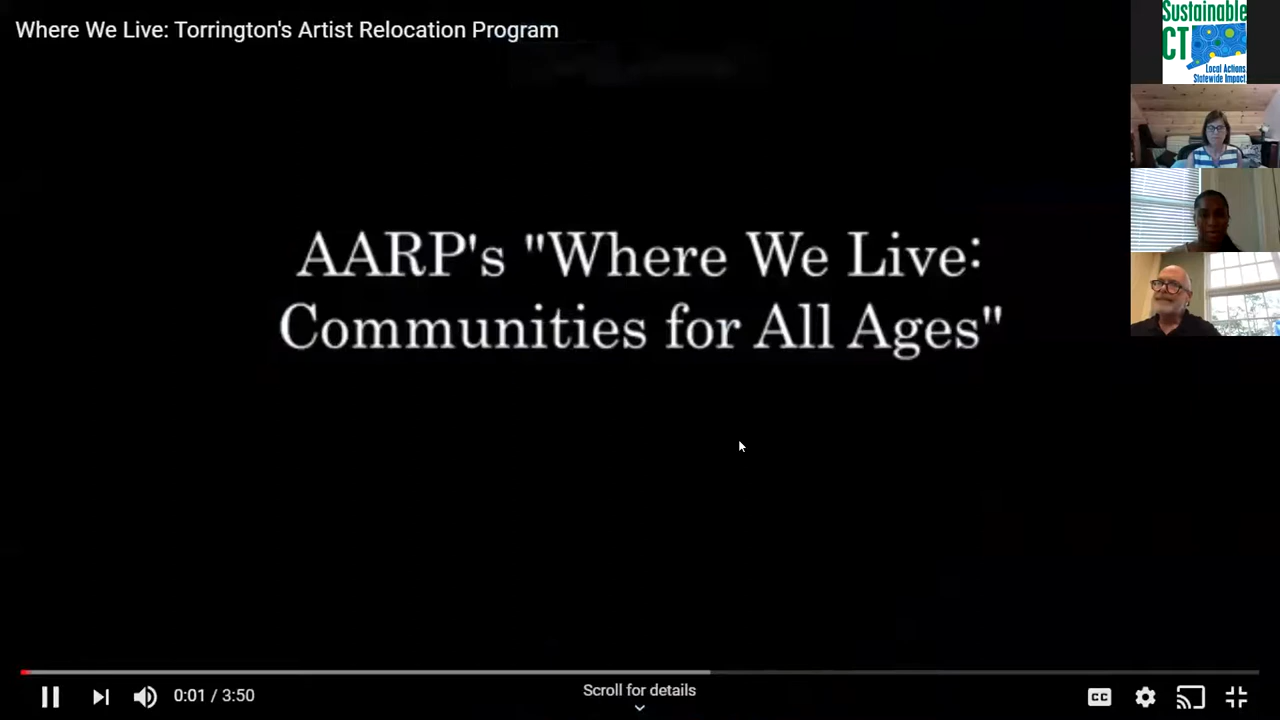 Where We Live: Torrington's Artist Relocation Program
Sustainable
CT
Local Actions.
Statewide Impact.
AARP's "Where We Live:
Communities for All Ages"
0:01 / 3:50
Scroll for details
CC